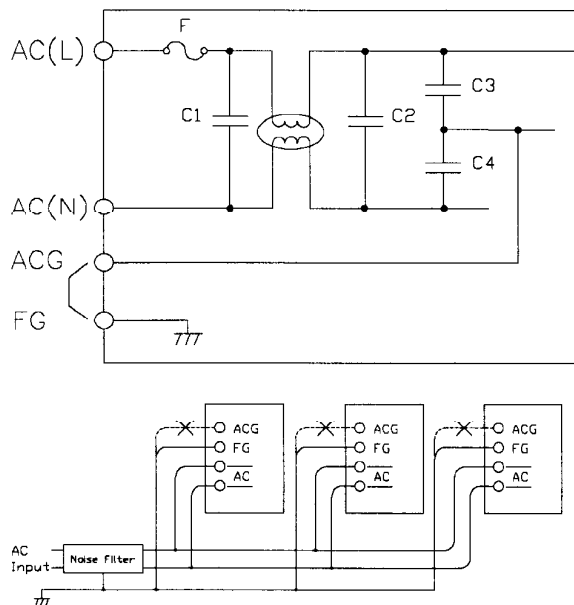 F
AC(L)
C1
C2
C3
C4
AC(N)
ACG
FG
ACG
FG
AC
ACG
FG
AC
ACG
FG
AC
AC
Input
Noise Filter